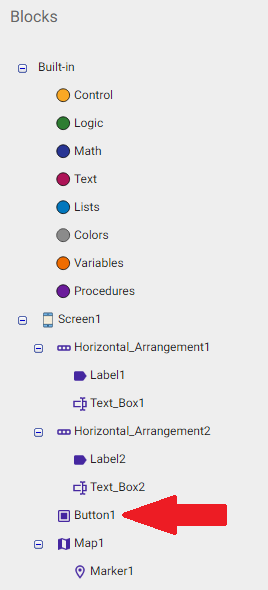 Blocks
Built-in
Control
Logic
Math
Text
Lists
Colors
Variables
Procedures
Screen1
Horizontal_Arrangement1
Label1
Text_Box1
Horizontal_Arrangement2
Label2
Text_Box2
Button1
Map1
Marker1